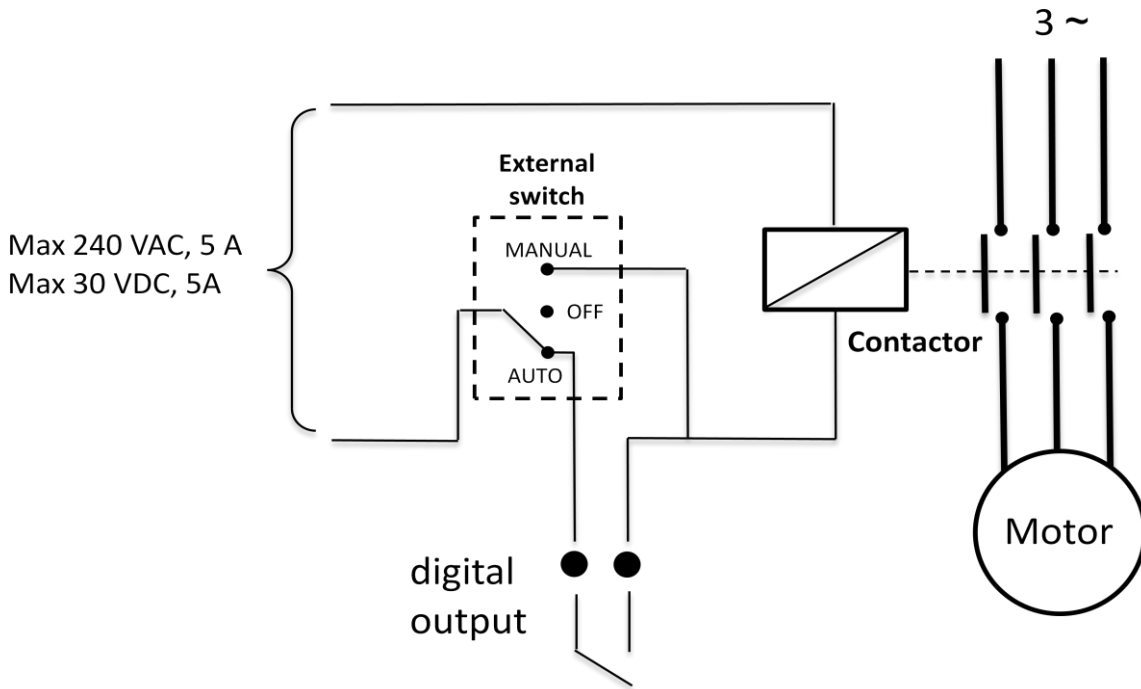 3 ~
External
switch
Max 240 VAC, 5 A
Max 30 VDC, 5A
MANUAL
OFF
AUTO
Contactor
Motor
digital
output